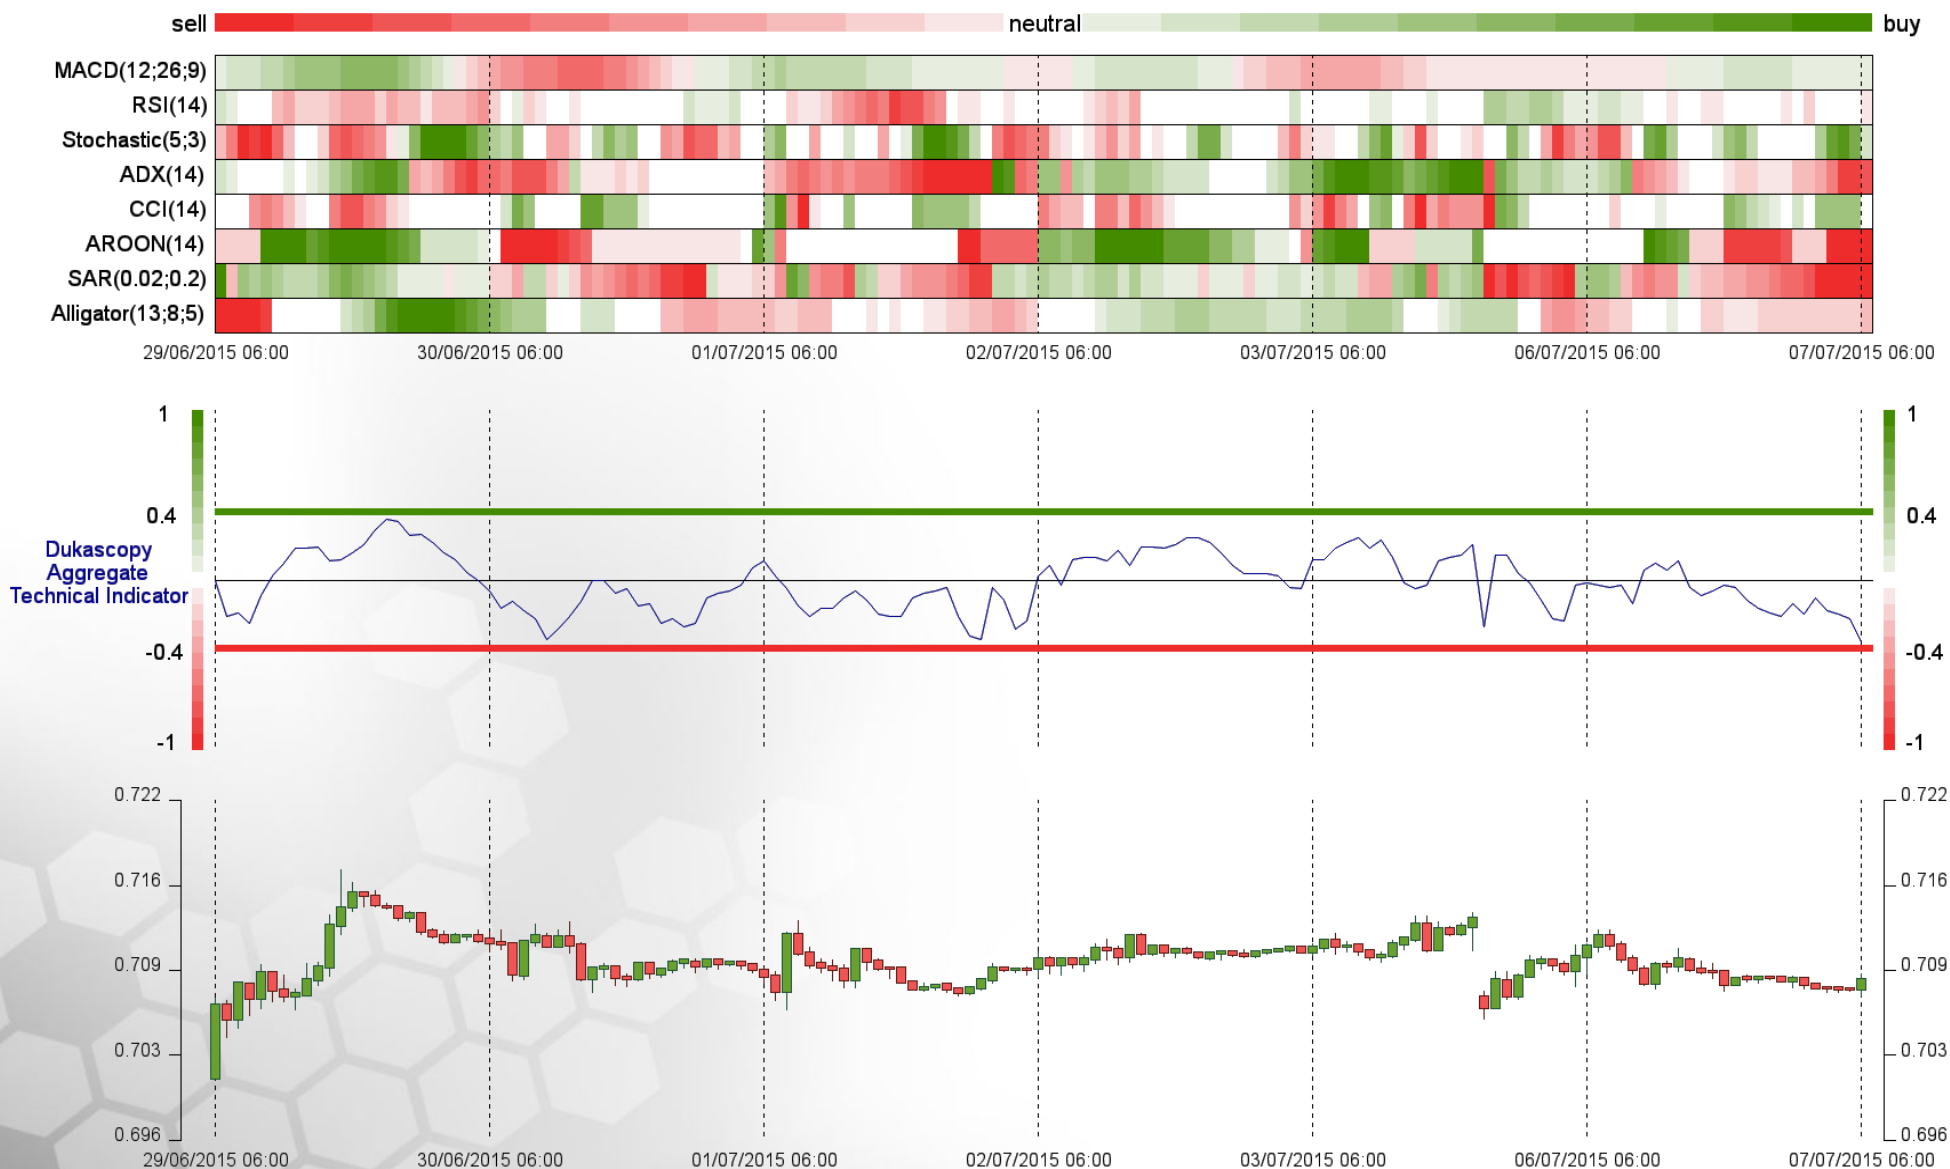 sell neutral buy
MACD(12;26;9)
RSI(14)
Stochastic(5;3)
ADX(14)
CCI(14)
AROON(14)
SAR(0.02;0.2)
Alligator(13;8;5)
29/06/2015 06:00 30/06/2015 06:00 01/07/2015 06:00 02/07/2015 06:00 03/07/2015 06:00 06/07/2015 06:00 07/07/2015 06:00
1 1
0.4 0.4
Dukascopy
Aggregate
Technical Indicator
-0.4 -0.4
-1 -1
0.722 0.722
0.716 0.716
0.709 0.709
0.703 0.703
0.696 0.696
29/06/2015 06:00 30/06/2015 06:00 01/07/2015 06:00 02/07/2015 06:00 03/07/2015 06:00 06/07/2015 06:00 07/07/2015 06:00